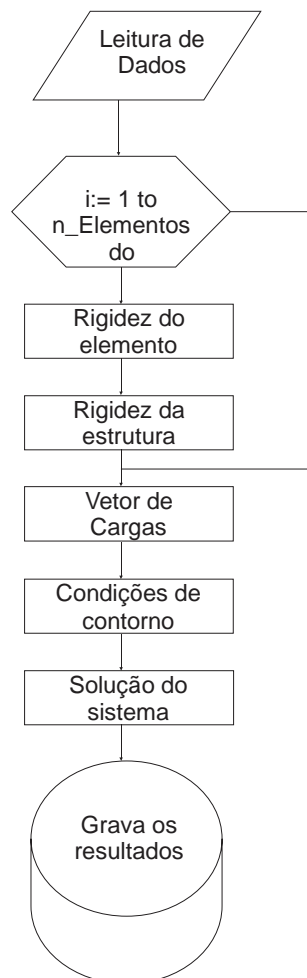 Leitura de
Dados
i:= 1 to
n_Elementos
do
Rigidez do
elemento
Rigidez da
estrutura
Vetor de
Cargas
Condições de
contorno
Solução do
sistema
Grava os
resultados